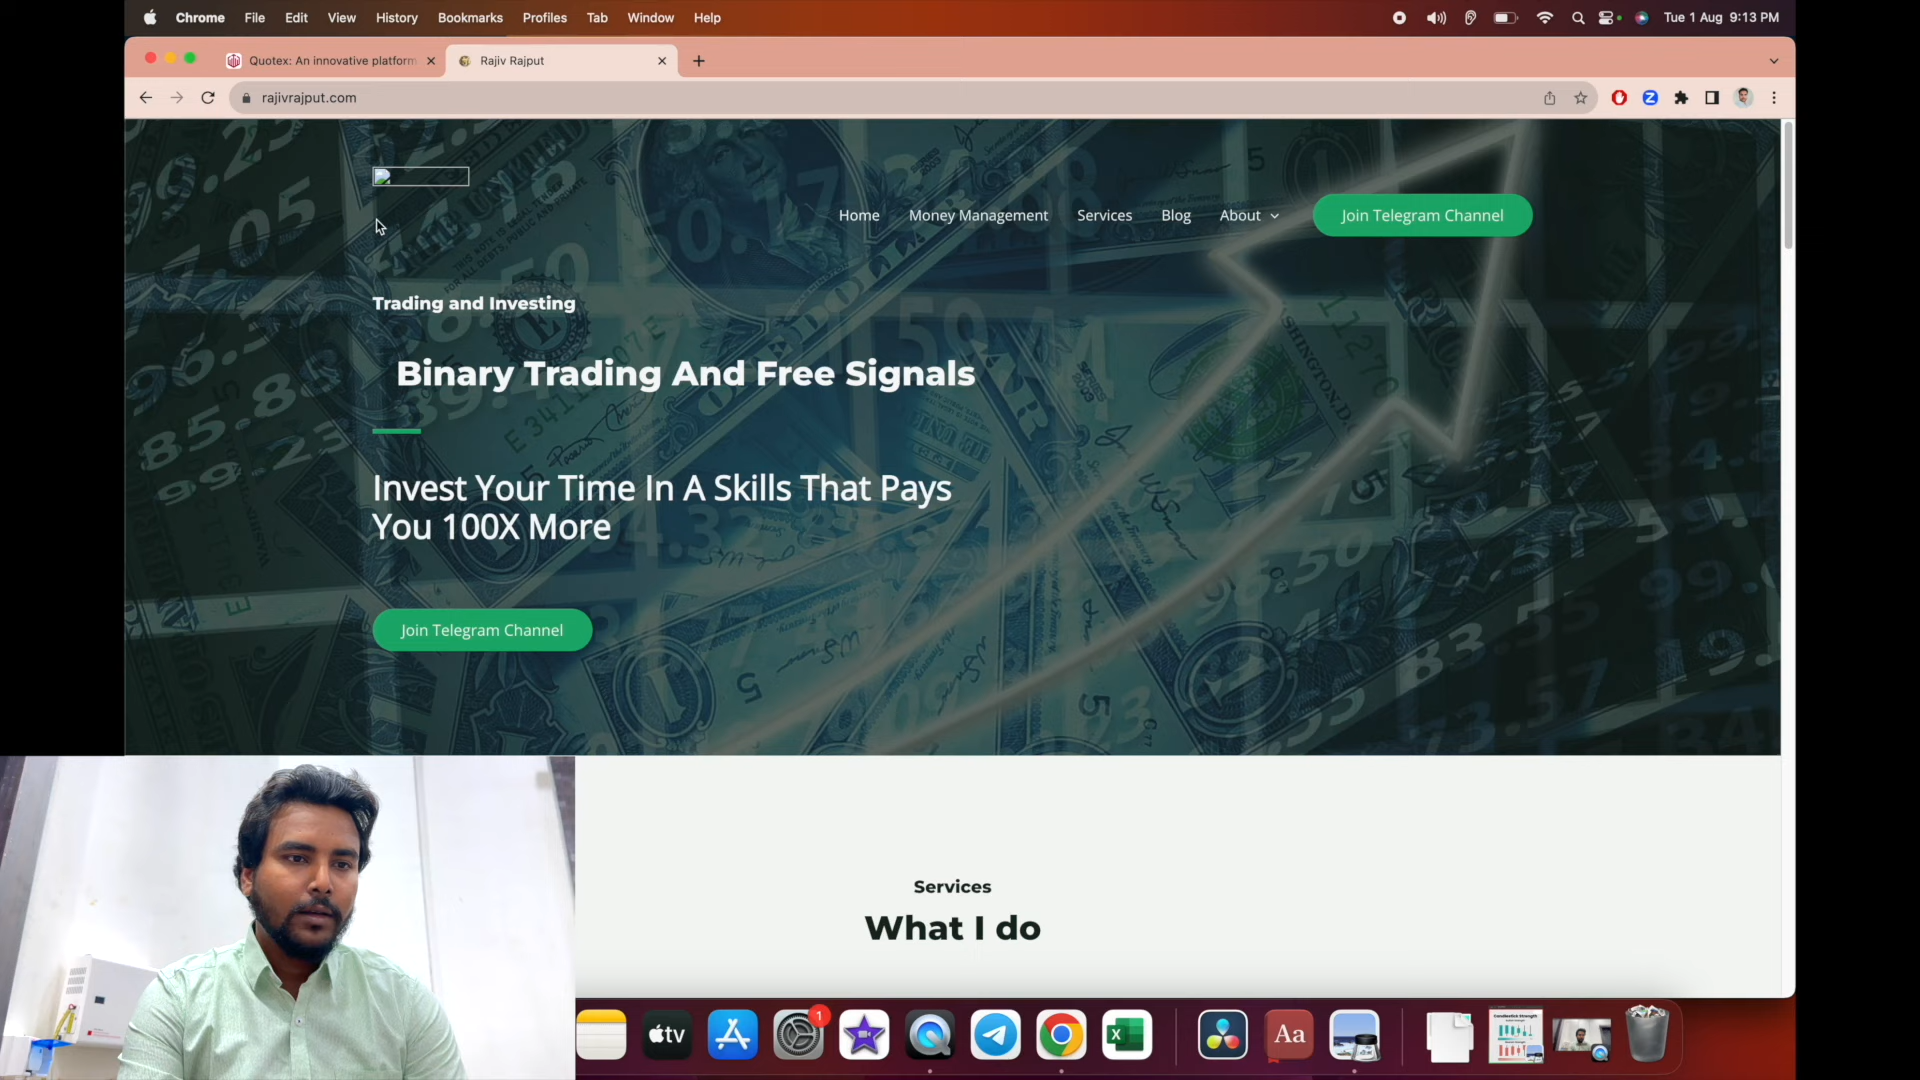 Chrome File Edit View History Bookmarks Profiles Tab Window Help
Tue 1 Aug 9:13 PM
Quotex: An innovative platform
Rajiv Rajput
rajivrajput.com
Home Money Management Services Blog About Join Telegram Channel
Trading and Investing
Binary Trading And Free Signals
Invest Your Time In A Skills That Pays
You 100X More
Join Telegram Channel
Services
What I do
tv
1
Aa